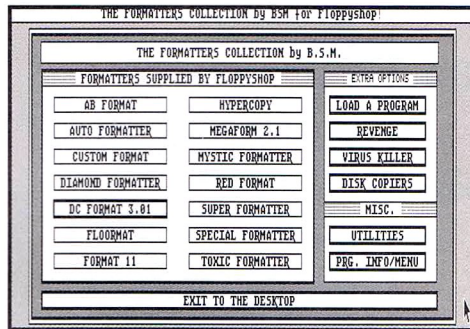 THE FORMATTERS COLLECTION by BSM for Floppyshop!
THE FORMATTERS COLLECTION by B.S.M.
FORMATTERS SUPPLIED BY FLOPPYSHOP
AB FORMAT
HYPERCOPY
AUTO FORMATTER
MEGAFORM 2.1
CUSTOM FORMAT
MYSTIC FORMATTER
DIAMOND FORMATTER
RED FORMAT
DC FORMAT 3.01
SUPER FORMATTER
FLOORMAT
SPECIAL FORMATTER
FORMAT 11
TOXIC FORMATTER
EXTRA OPTIONS
LOAD A PROGRAM
REVENGE
VIRUS KILLER
DISK COPIERS
MISC.
UTILITIES
PRG. INFO/MENU
EXIT TO THE DESKTOP